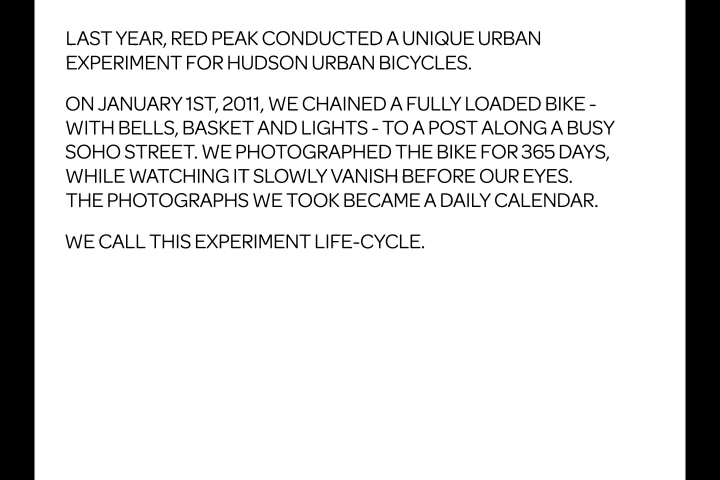 LAST YEAR, RED PEAK CONDUCTED A UNIQUE URBAN
EXPERIMENT FOR HUDSON URBAN BICYCLES.
ON JANUARY 1ST, 2011, WE CHAINED A FULLY LOADED BIKE -
WITH BELLS, BASKET AND LIGHTS - TO A POST ALONG A BUSY
SOHO STREET. WE PHOTOGRAPHED THE BIKE FOR 365 DAYS,
WHILE WATCHING IT SLOWLY VANISH BEFORE OUR EYES.
THE PHOTOGRAPHS WE TOOK BECAME A DAILY CALENDAR.
WE CALL THIS EXPERIMENT LIFE-CYCLE.